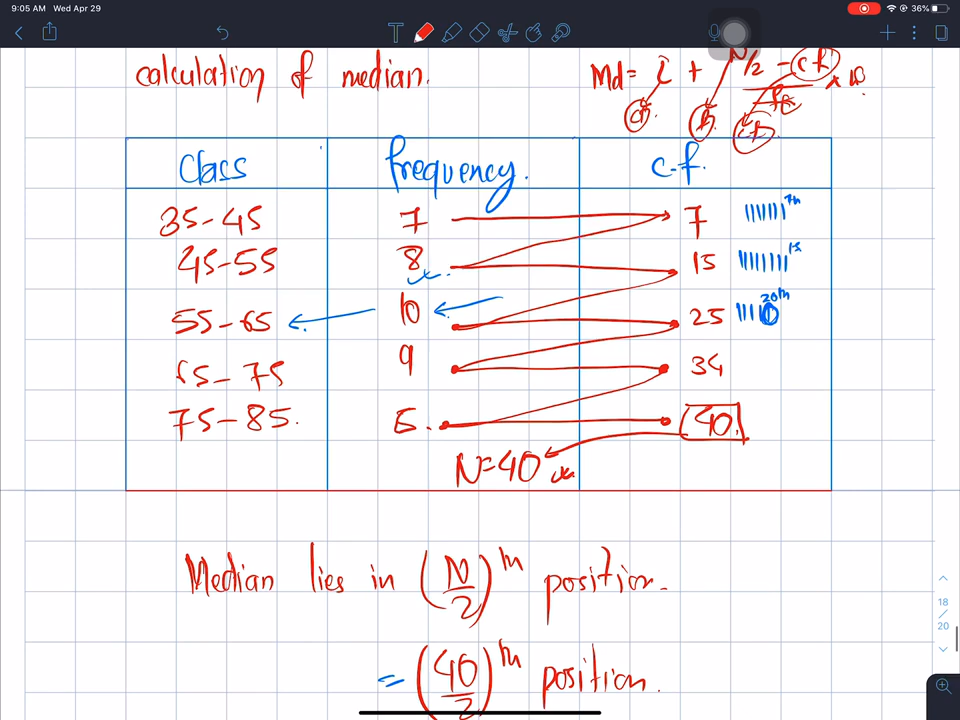 9:05 AM Wed Apr 29
36%
T
calculation of median.
Md = l + N/2 - cf / f × i
Class frequency. c.f.
35-45 7 7 7th
45-55 8 15 15
55-65 10 25 20th
65-75 9 34
75-85. 6. 40.
N=40
Median lies in (N/2)th position.
= (40/2)th position.
18
/
20